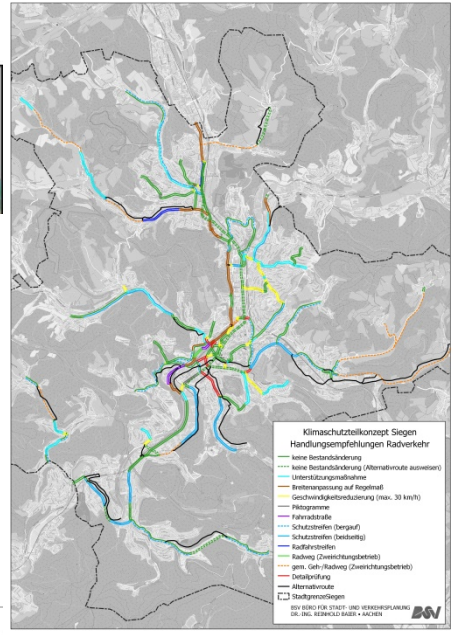 Klimaschutzteilkonzept Siegen
Handlungsempfehlungen Radverkehr
keine Bestandsänderung
keine Bestandsänderung (Alternativroute ausweisen)
Unterstützungsmaßnahme
Breitenanpassung auf Regelmaß
Geschwindigkeitsreduzierung (max. 30 km/h)
Piktogramme
Fahrradstraße
Schutzstreifen (bergauf)
Schutzstreifen (beidseitig)
Radfahrstreifen
Radweg (Zweirichtungsbetrieb)
gem. Geh-/Radweg (Zweirichtungsbetrieb)
Detailprüfung
Alternativroute
StadtgrenzeSiegen
BSV BÜRO FÜR STADT- UND VERKEHRSPLANUNG
DR.-ING. REINHOLD BAIER • AACHEN
BSV